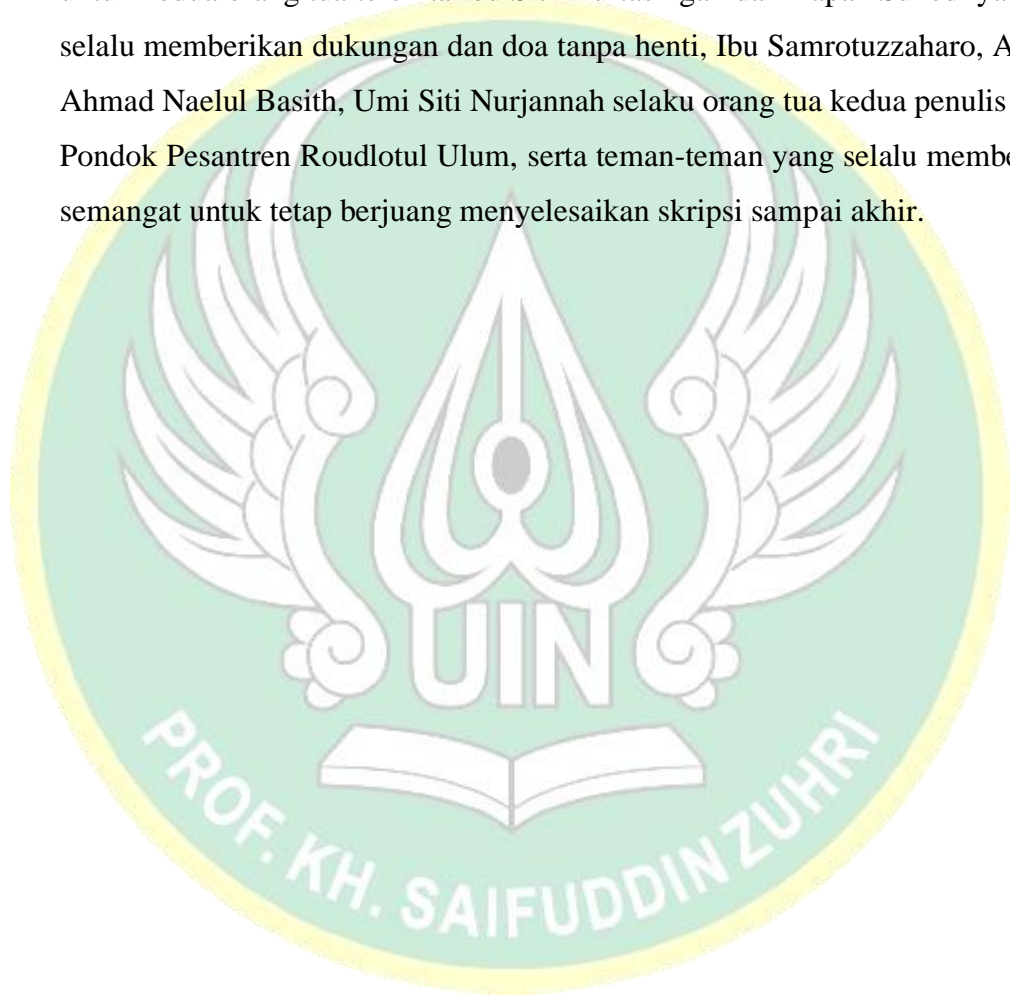 selalu memberikan dukungan dan doa tanpa henti, Ibu Samrotuzzaharo, A
Ahmad Naelul Basith, Umi Siti Nurjannah selaku orang tua kedua penulis
Pondok Pesantren Roudlotul Ulum, serta teman-teman yang selalu membe
semangat untuk tetap berjuang menyelesaikan skripsi sampai akhir.
UIN
PROF. KH. SAIFUDDIN ZUHRI